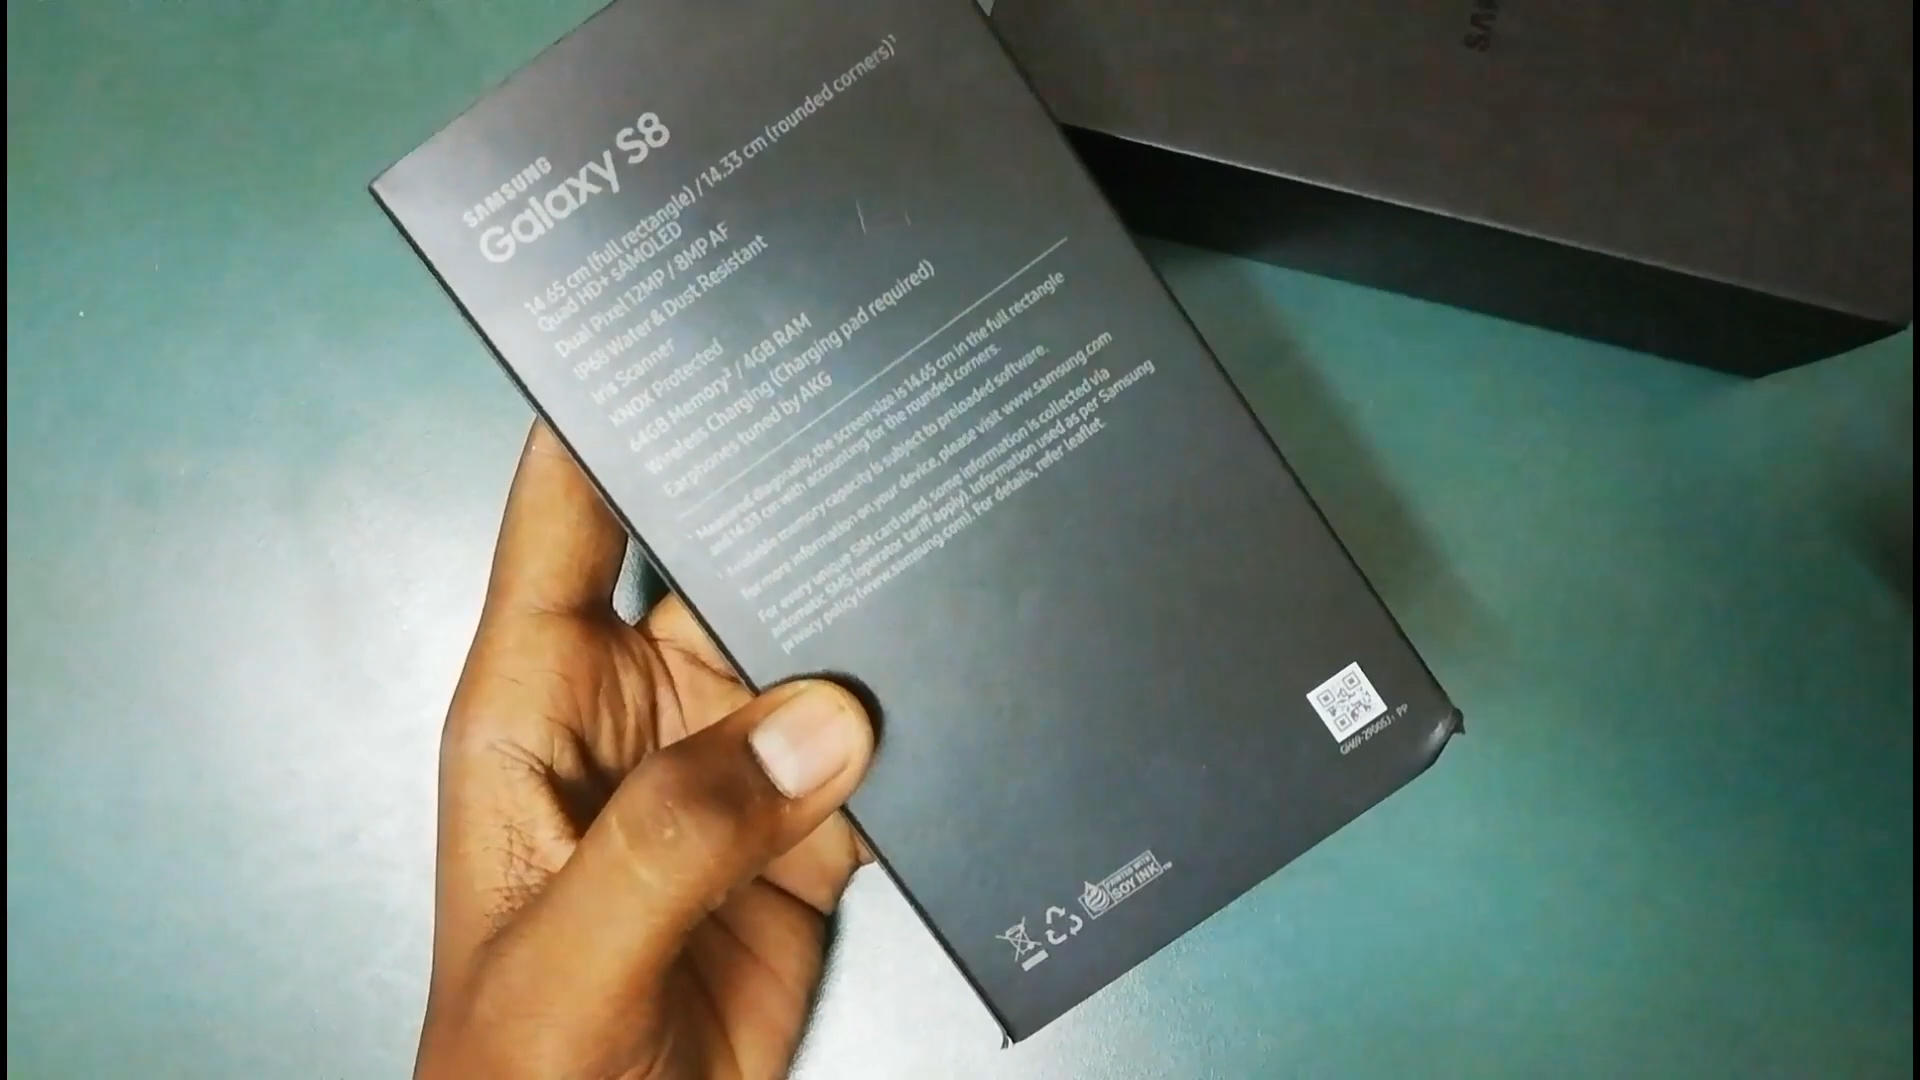 SAMSUNG
Galaxy S8
14.65 cm (full rectangle) / 14.33 cm (rounded corners)¹
Quad HD+ sAMOLED
Dual Pixel 12MP / 8MP AF
IP68 Water & Dust Resistant
Iris Scanner
KNOX Protected
64GB Memory² / 4GB RAM
Wireless Charging (Charging pad required)
Earphones tuned by AKG
¹ Measured diagonally, the screen size is 14.65 cm in the full rectangle
and 14.33 cm with accounting for the rounded corners.
Available memory capacity is subject to preloaded software.
For more information on your device, please visit www.samsung.com
For every unique SIM card used, some information is collected via
automatic SMS (operator tariff apply). Information used as per Samsung
privacy policy (www.samsung.com). For details, refer leaflet.
PP
PRINTED WITH
SOY INK™